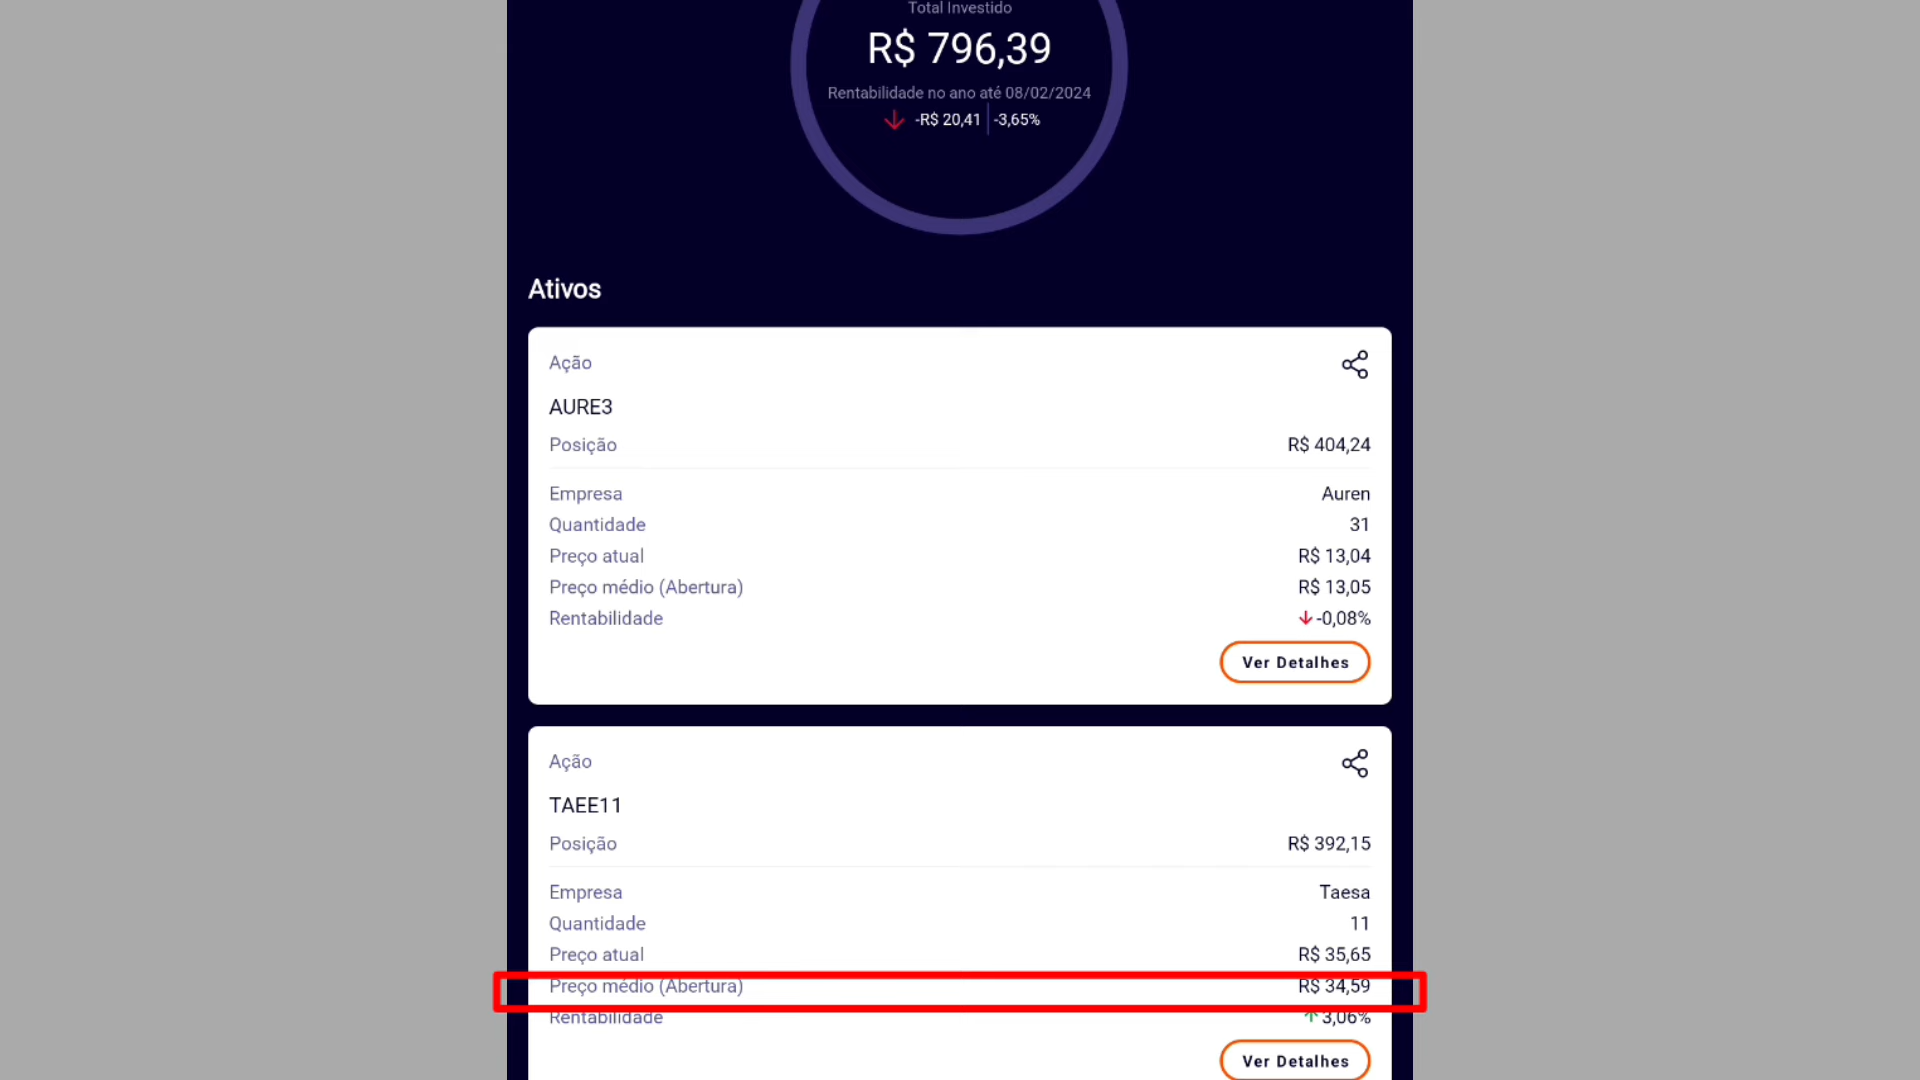 Total Investido
R$ 796,39
Rentabilidade no ano até 08/02/2024
-R$ 20,41 -3,65%
Ativos
Ação
AURE3
Posição R$ 404,24
Empresa Auren
Quantidade 31
Preço atual R$ 13,04
Preço médio (Abertura) R$ 13,05
Rentabilidade -0,08%
Ver Detalhes
Ação
TAEE11
Posição R$ 392,15
Empresa Taesa
Quantidade 11
Preço atual R$ 35,65
Preço médio (Abertura) R$ 34,59
Rentabilidade 3,06%
Ver Detalhes